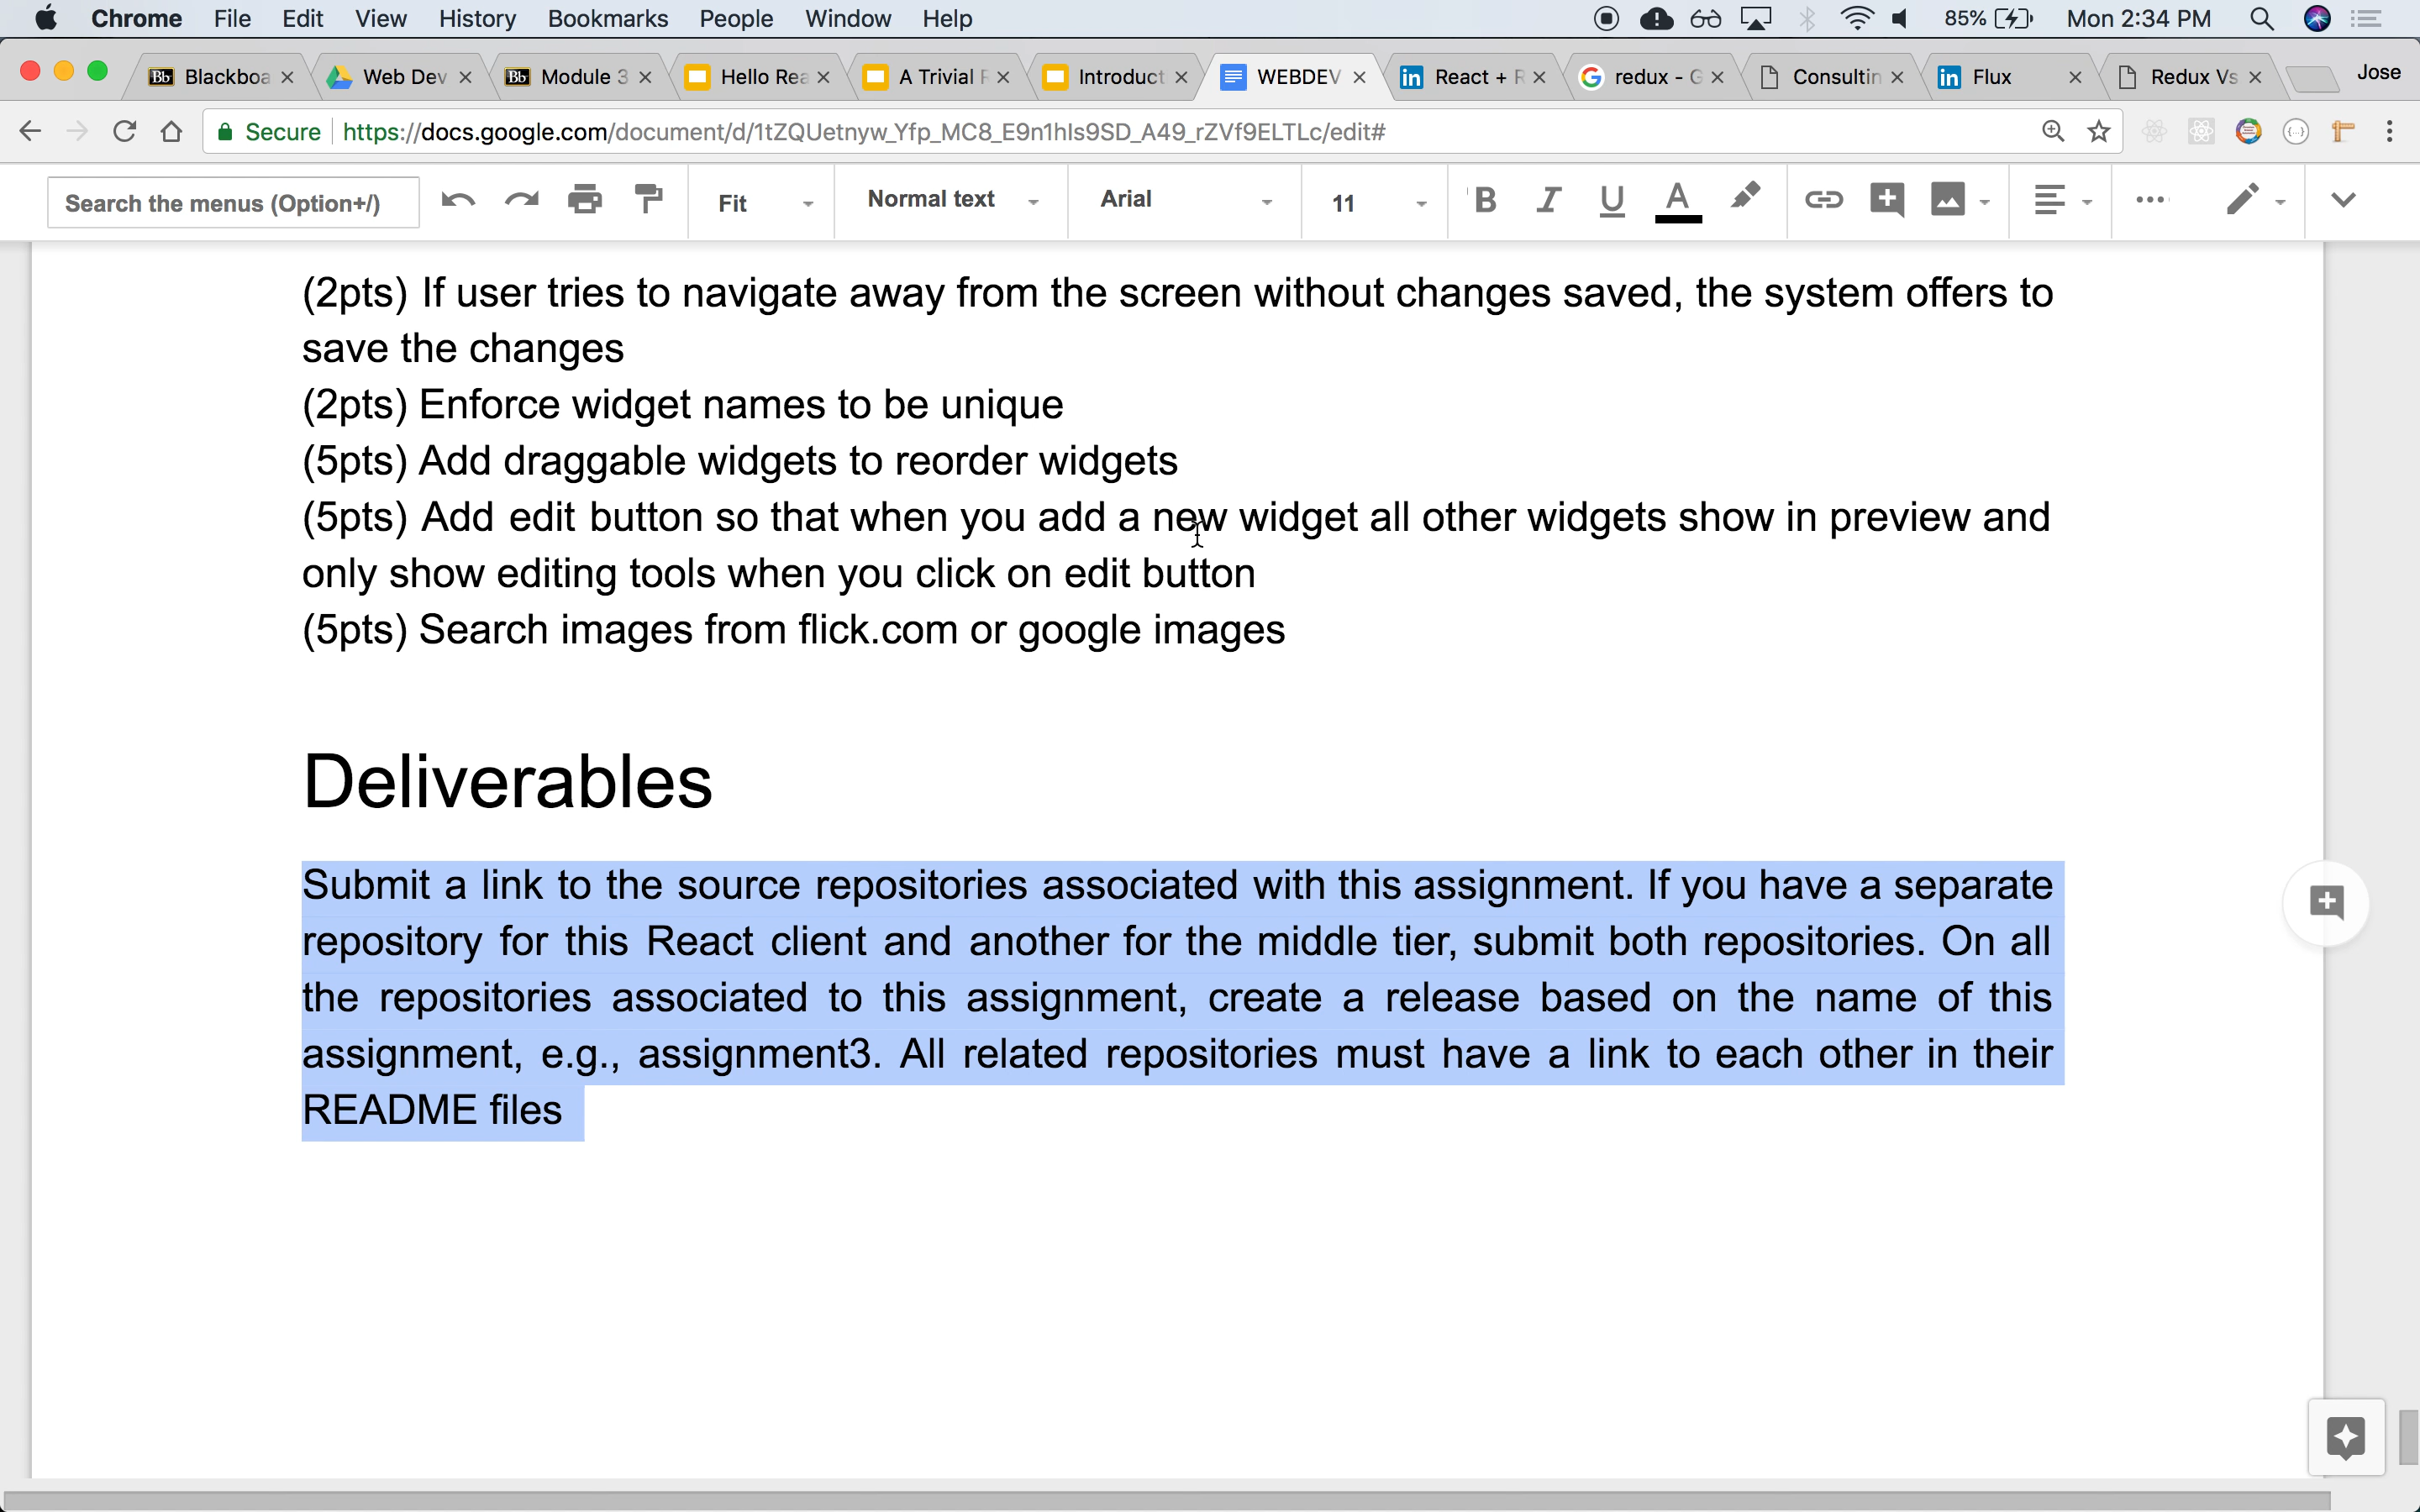 Chrome File Edit View History Bookmarks People Window Help 85% Mon 2:34 PM
Blackboa Web Dev Module 3 Hello Rea A Trivial Introduct WEBDEV React + redux - G Consultin Flux Redux Vs Jose
Secure https://docs.google.com/document/d/1tZQUetnyw_Yfp_MC8_E9n1hIs9SD_A49_rZVf9ELTLc/edit#
Search the menus (Option+/) Fit Normal text Arial 11 B I U A
(2pts) If user tries to navigate away from the screen without changes saved, the system offers to
save the changes
(2pts) Enforce widget names to be unique
(5pts) Add draggable widgets to reorder widgets
(5pts) Add edit button so that when you add a new widget all other widgets show in preview and
only show editing tools when you click on edit button
(5pts) Search images from flick.com or google images
Deliverables
Submit a link to the source repositories associated with this assignment. If you have a separate
repository for this React client and another for the middle tier, submit both repositories. On all
the repositories associated to this assignment, create a release based on the name of this
assignment, e.g., assignment3. All related repositories must have a link to each other in their
README files